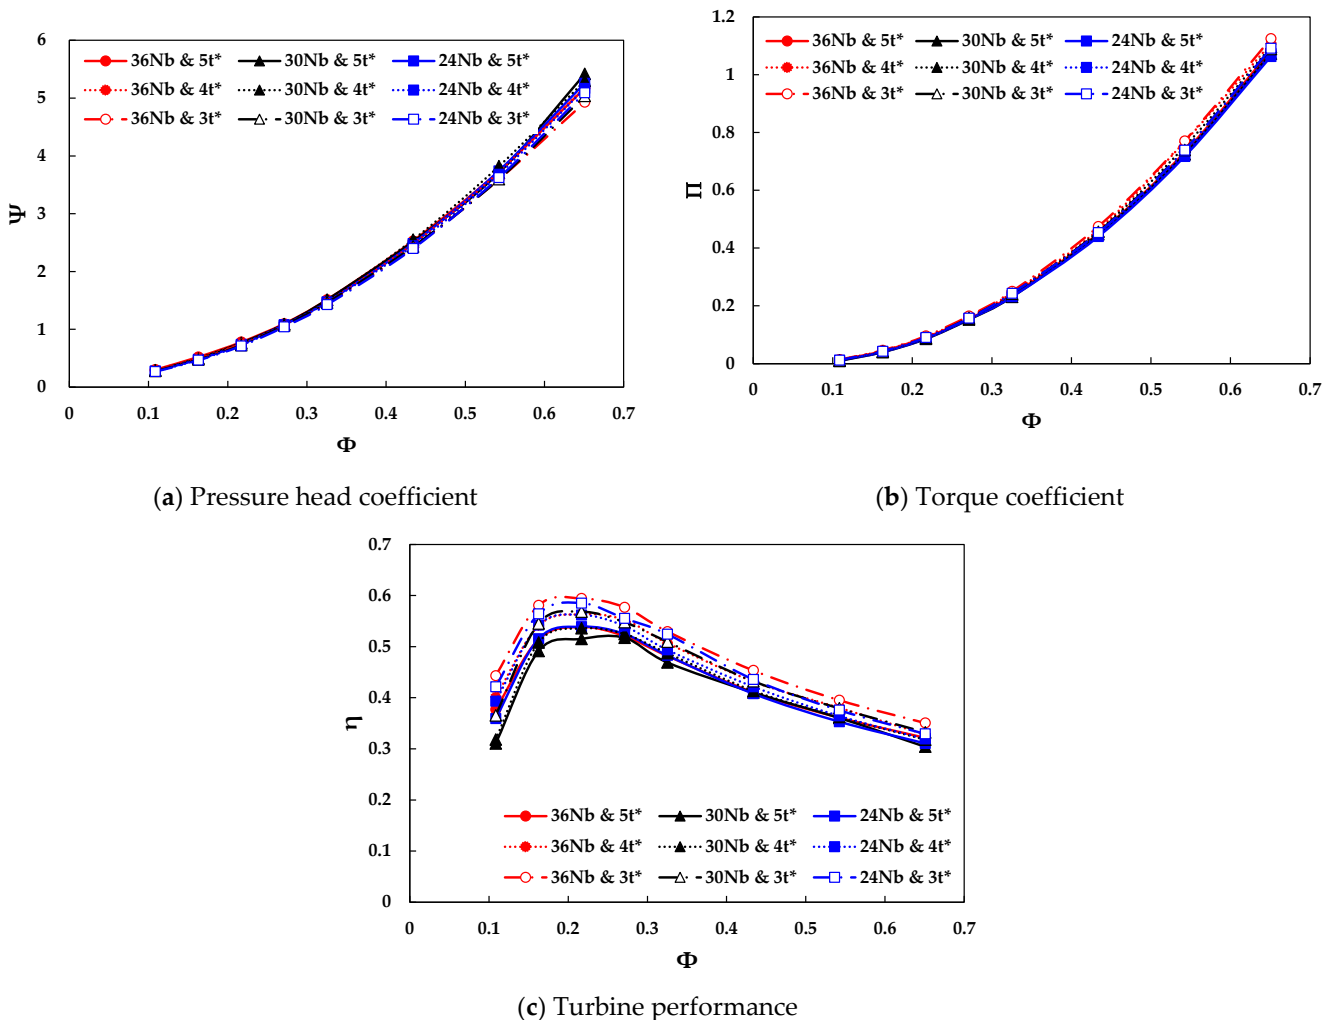 6
5
4
3
2
1
0
Ψ
36Nb & 5t* 30Nb & 5t* 24Nb & 5t*
36Nb & 4t* 30Nb & 4t* 24Nb & 4t*
36Nb & 3t* 30Nb & 3t* 24Nb & 3t*
0 0.1 0.2 0.3 0.4 0.5 0.6 0.7
Φ
(a) Pressure head coefficient
1.2
1
0.8
0.6
0.4
0.2
0
Π
36Nb & 5t* 30Nb & 5t* 24Nb & 5t*
36Nb & 4t* 30Nb & 4t* 24Nb & 4t*
36Nb & 3t* 30Nb & 3t* 24Nb & 3t*
0 0.1 0.2 0.3 0.4 0.5 0.6 0.7
Φ
(b) Torque coefficient
0.7
0.6
0.5
0.4
0.3
0.2
0.1
0
η
36Nb & 5t* 30Nb & 5t* 24Nb & 5t*
36Nb & 4t* 30Nb & 4t* 24Nb & 4t*
36Nb & 3t* 30Nb & 3t* 24Nb & 3t*
0 0.1 0.2 0.3 0.4 0.5 0.6 0.7
Φ
(c) Turbine performance